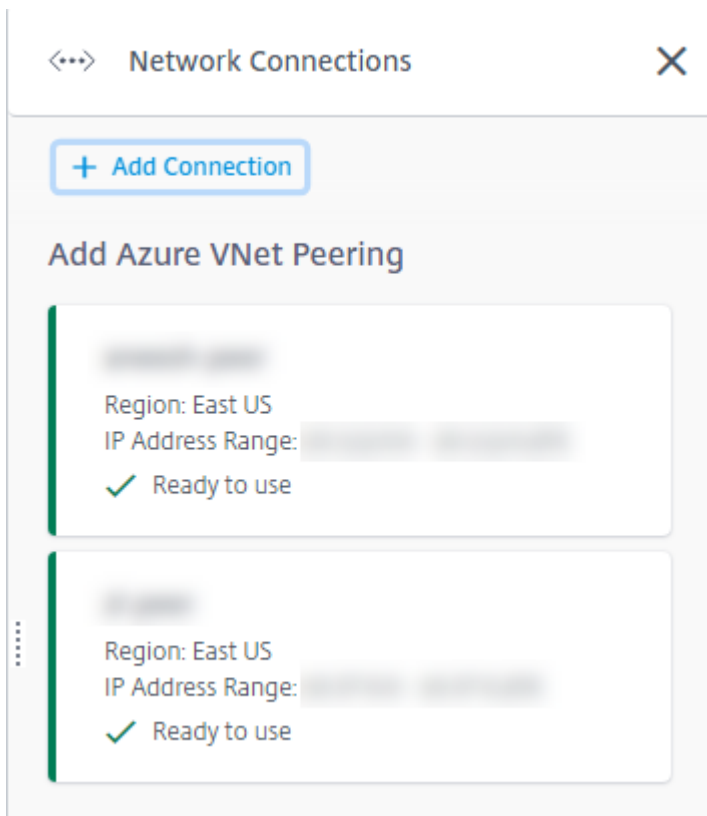 Network Connections
+ Add Connection
Add Azure VNet Peering
Region: East US
IP Address Range:
Ready to use
Region: East US
IP Address Range:
Ready to use